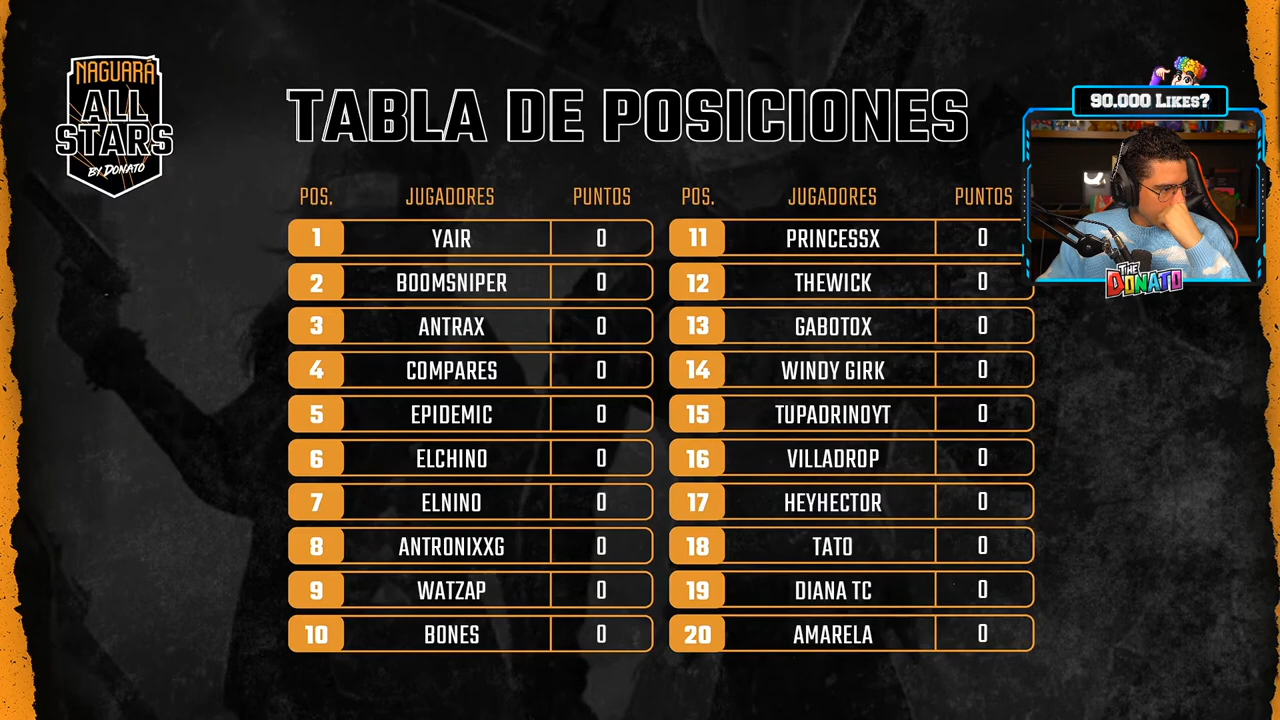 NAGUARÁ
ALL
STARS
BY DONATO
TABLA DE POSICIONES
90.000 LIKES?
THE
DONATO
POS. JUGADORES PUNTOS
1 YAIR 0
2 BOOMSNIPER 0
3 ANTRAX 0
4 COMPARES 0
5 EPIDEMIC 0
6 ELCHINO 0
7 ELNINO 0
8 ANTRONIXXG 0
9 WATZAP 0
10 BONES 0
POS. JUGADORES PUNTOS
11 PRINCESSX 0
12 THEWICK 0
13 GABOTOX 0
14 WINDY GIRK 0
15 TUPADRINOYT 0
16 VILLADROP 0
17 HEYHECTOR 0
18 TATO 0
19 DIANA TC 0
20 AMARELA 0